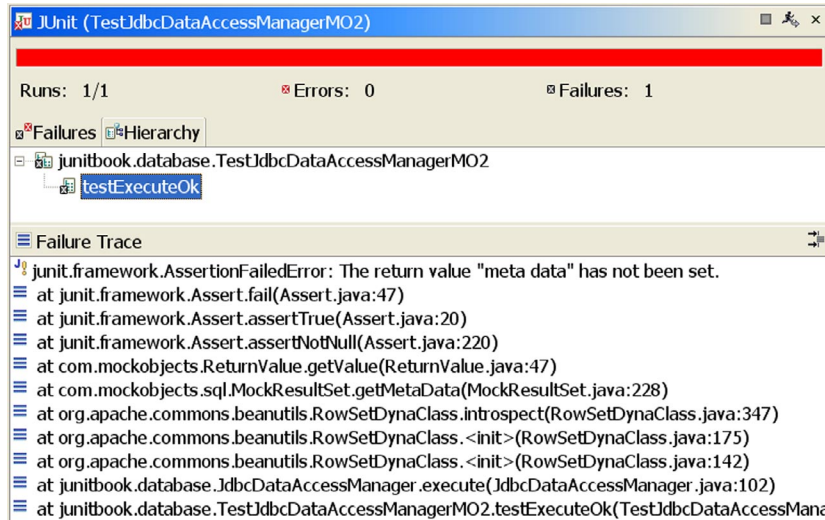 JUnit (TestJdbcDataAccessManagerMO2)
Runs: 1/1 Errors: 0 Failures: 1
Failures Hierarchy
junitbook.database.TestJdbcDataAccessManagerMO2
testExecuteOk
Failure Trace
junit.framework.AssertionFailedError: The return value "meta data" has not been set.
at junit.framework.Assert.fail(Assert.java:47)
at junit.framework.Assert.assertTrue(Assert.java:20)
at junit.framework.Assert.assertNotNull(Assert.java:220)
at com.mockobjects.ReturnValue.getValue(ReturnValue.java:47)
at com.mockobjects.sql.MockResultSet.getMetaData(MockResultSet.java:228)
at org.apache.commons.beanutils.RowSetDynaClass.introspect(RowSetDynaClass.java:347)
at org.apache.commons.beanutils.RowSetDynaClass.<init>(RowSetDynaClass.java:175)
at org.apache.commons.beanutils.RowSetDynaClass.<init>(RowSetDynaClass.java:142)
at junitbook.database.JdbcDataAccessManager.execute(JdbcDataAccessManager.java:102)
at junitbook.database.TestJdbcDataAccessManagerMO2.testExecuteOk(TestJdbcDataAccessMana